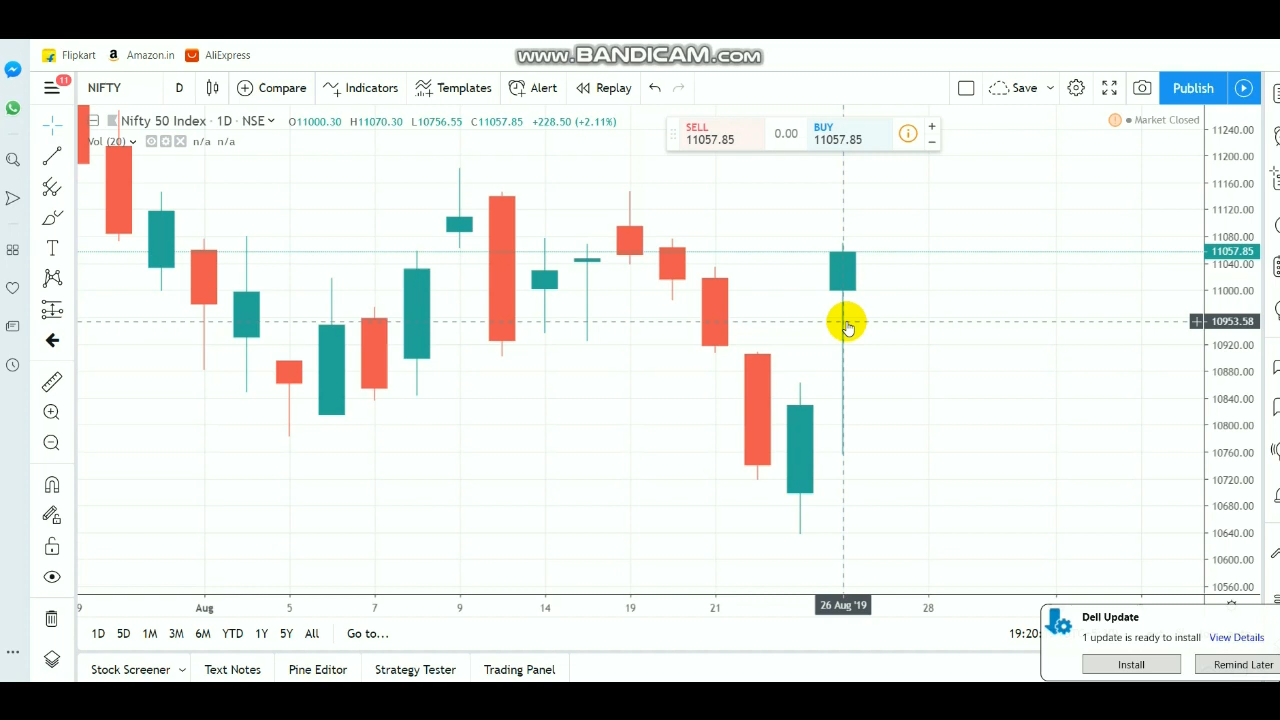 Flipkart
Amazon.in
AliExpress
www.BANDICAM.com
11
NIFTY
D
Compare
Indicators
Templates
Alert
Replay
Save
Publish
Nifty 50 Index · 1D · NSE
O11000.30 H11070.30 L10756.55 C11057.85 +228.50 (+2.11%)
Vol (20)
n/a n/a
SELL
11057.85
0.00
BUY
11057.85
Market Closed
11240.00
11200.00
11160.00
11120.00
11080.00
11057.85
11040.00
11000.00
10953.58
10920.00
10880.00
10840.00
10800.00
10760.00
10720.00
10680.00
10640.00
10600.00
10560.00
9
Aug
5
7
9
14
19
21
26 Aug '19
28
1D 5D 1M 3M 6M YTD 1Y 5Y All
Go to...
19:20:
Stock Screener
Text Notes
Pine Editor
Strategy Tester
Trading Panel
Dell Update
1 update is ready to install View Details
Install
Remind Later